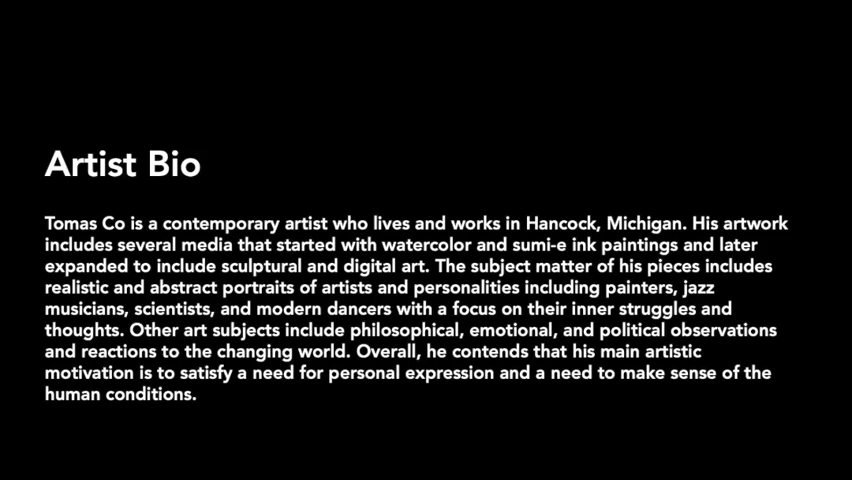 Artist Bio
Tomas Co is a contemporary artist who lives and works in Hancock, Michigan. His artwork
includes several media that started with watercolor and sumi-e ink paintings and later
expanded to include sculptural and digital art. The subject matter of his pieces includes
realistic and abstract portraits of artists and personalities including painters, jazz
musicians, scientists, and modern dancers with a focus on their inner struggles and
thoughts. Other art subjects include philosophical, emotional, and political observations
and reactions to the changing world. Overall, he contends that his main artistic
motivation is to satisfy a need for personal expression and a need to make sense of the
human conditions.